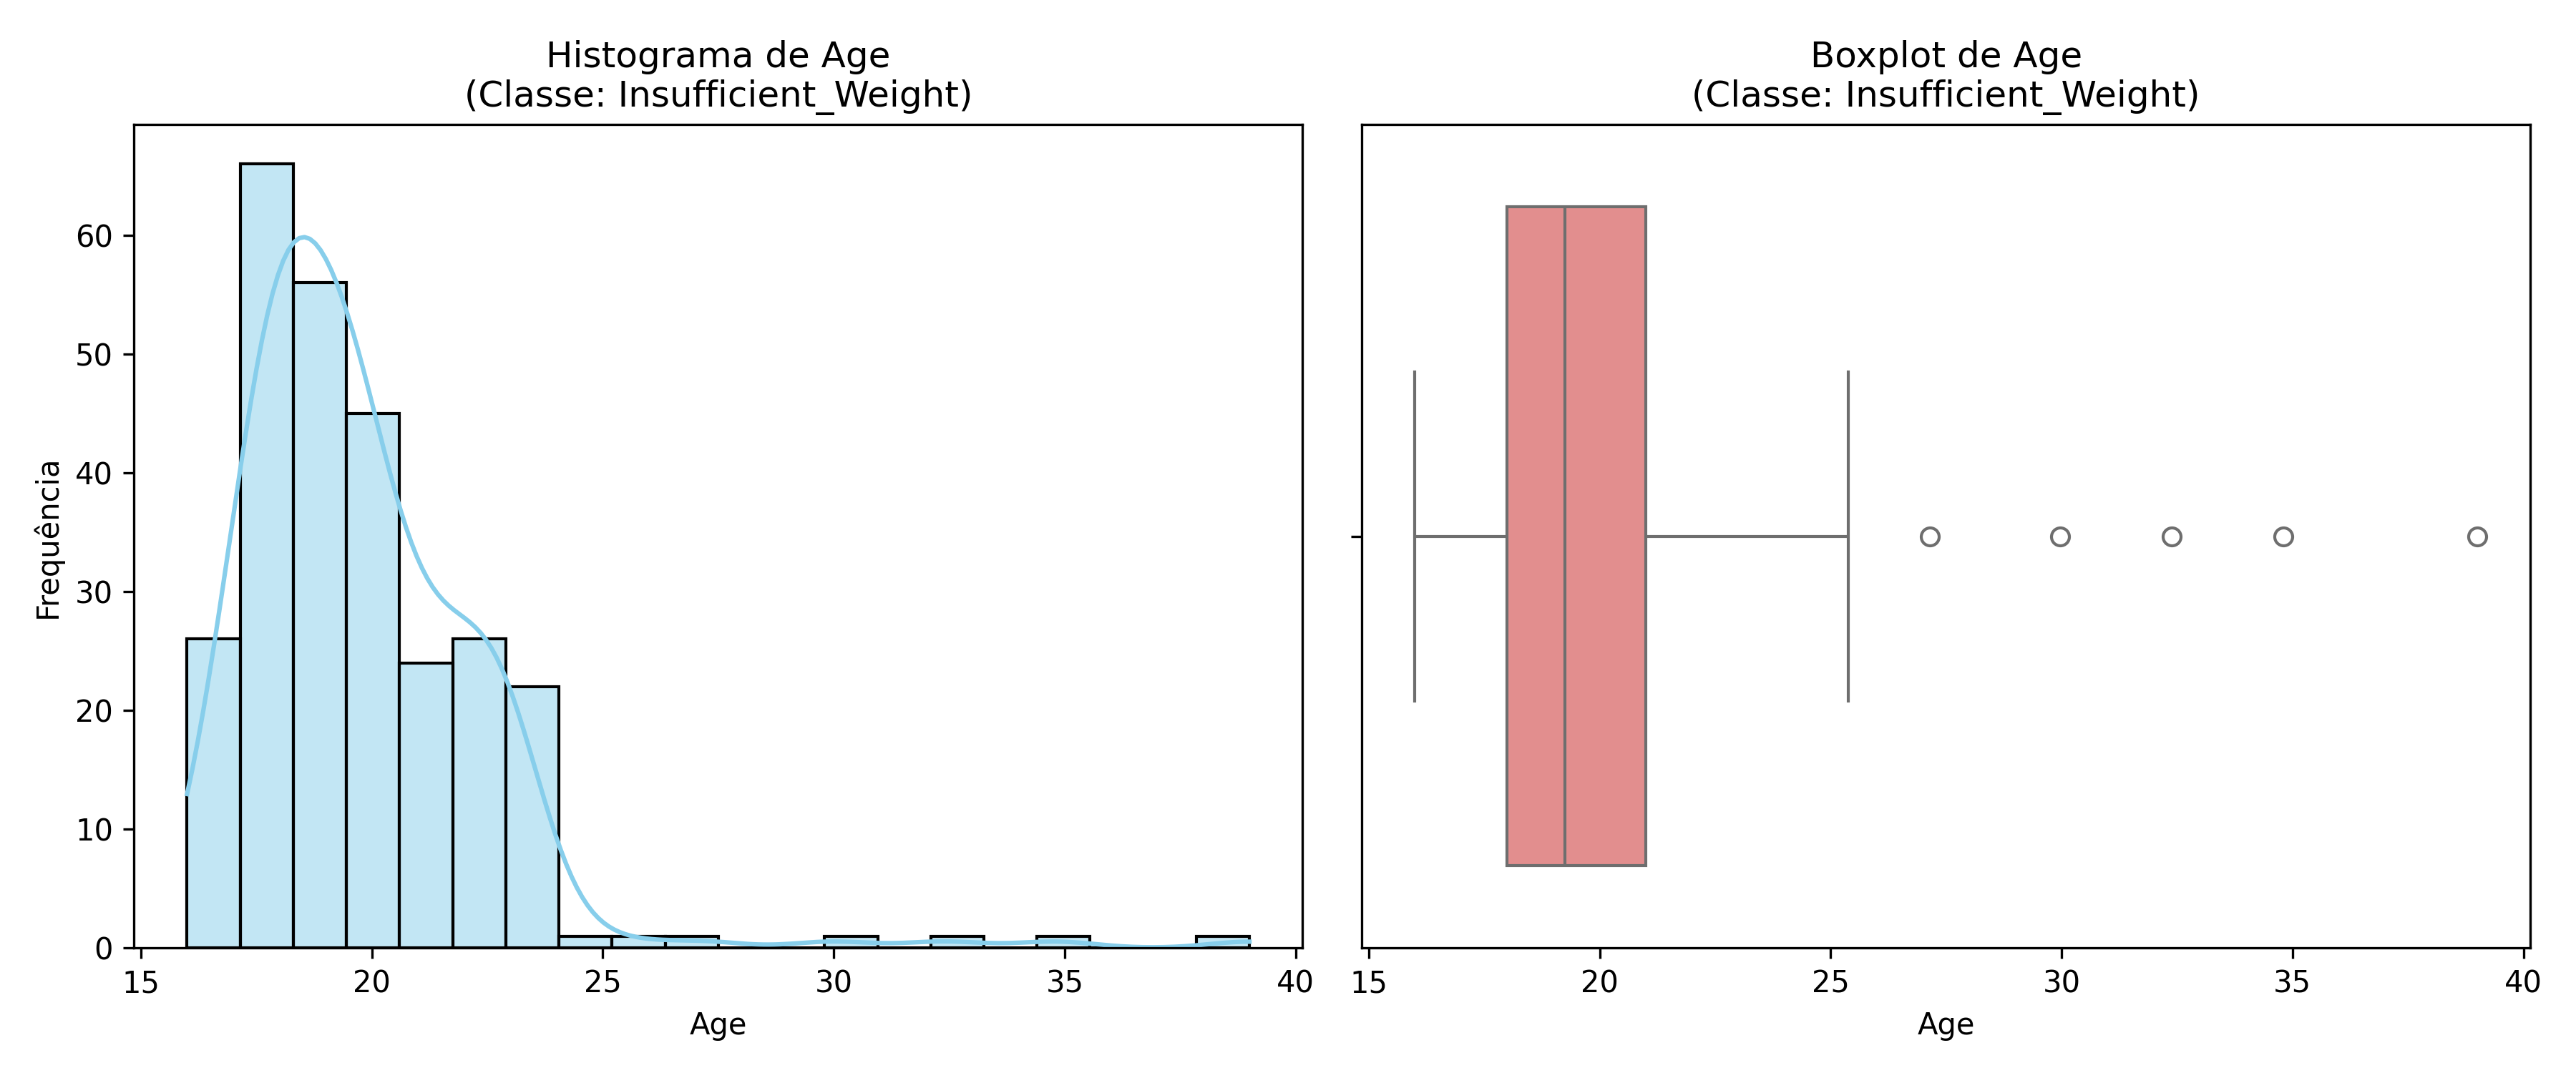 Histograma de Age
(Classe: Insufficient_Weight)
Frequência
60
50
40
30
20
10
0
15 20 25 30 35 40
Age
Boxplot de Age
(Classe: Insufficient_Weight)
15 20 25 30 35 40
Age